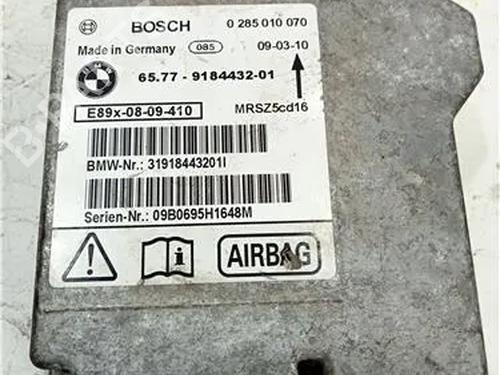 BOSCH 0 285 010 070
Made in Germany 085 09-03-10
BMW 65.77 - 9184432-01
E89x-08-09-410 MRSZ5cd16
BMW-Nr.: 31918443201I
Serien-Nr.: 09B0695H1648M
AIRBAG